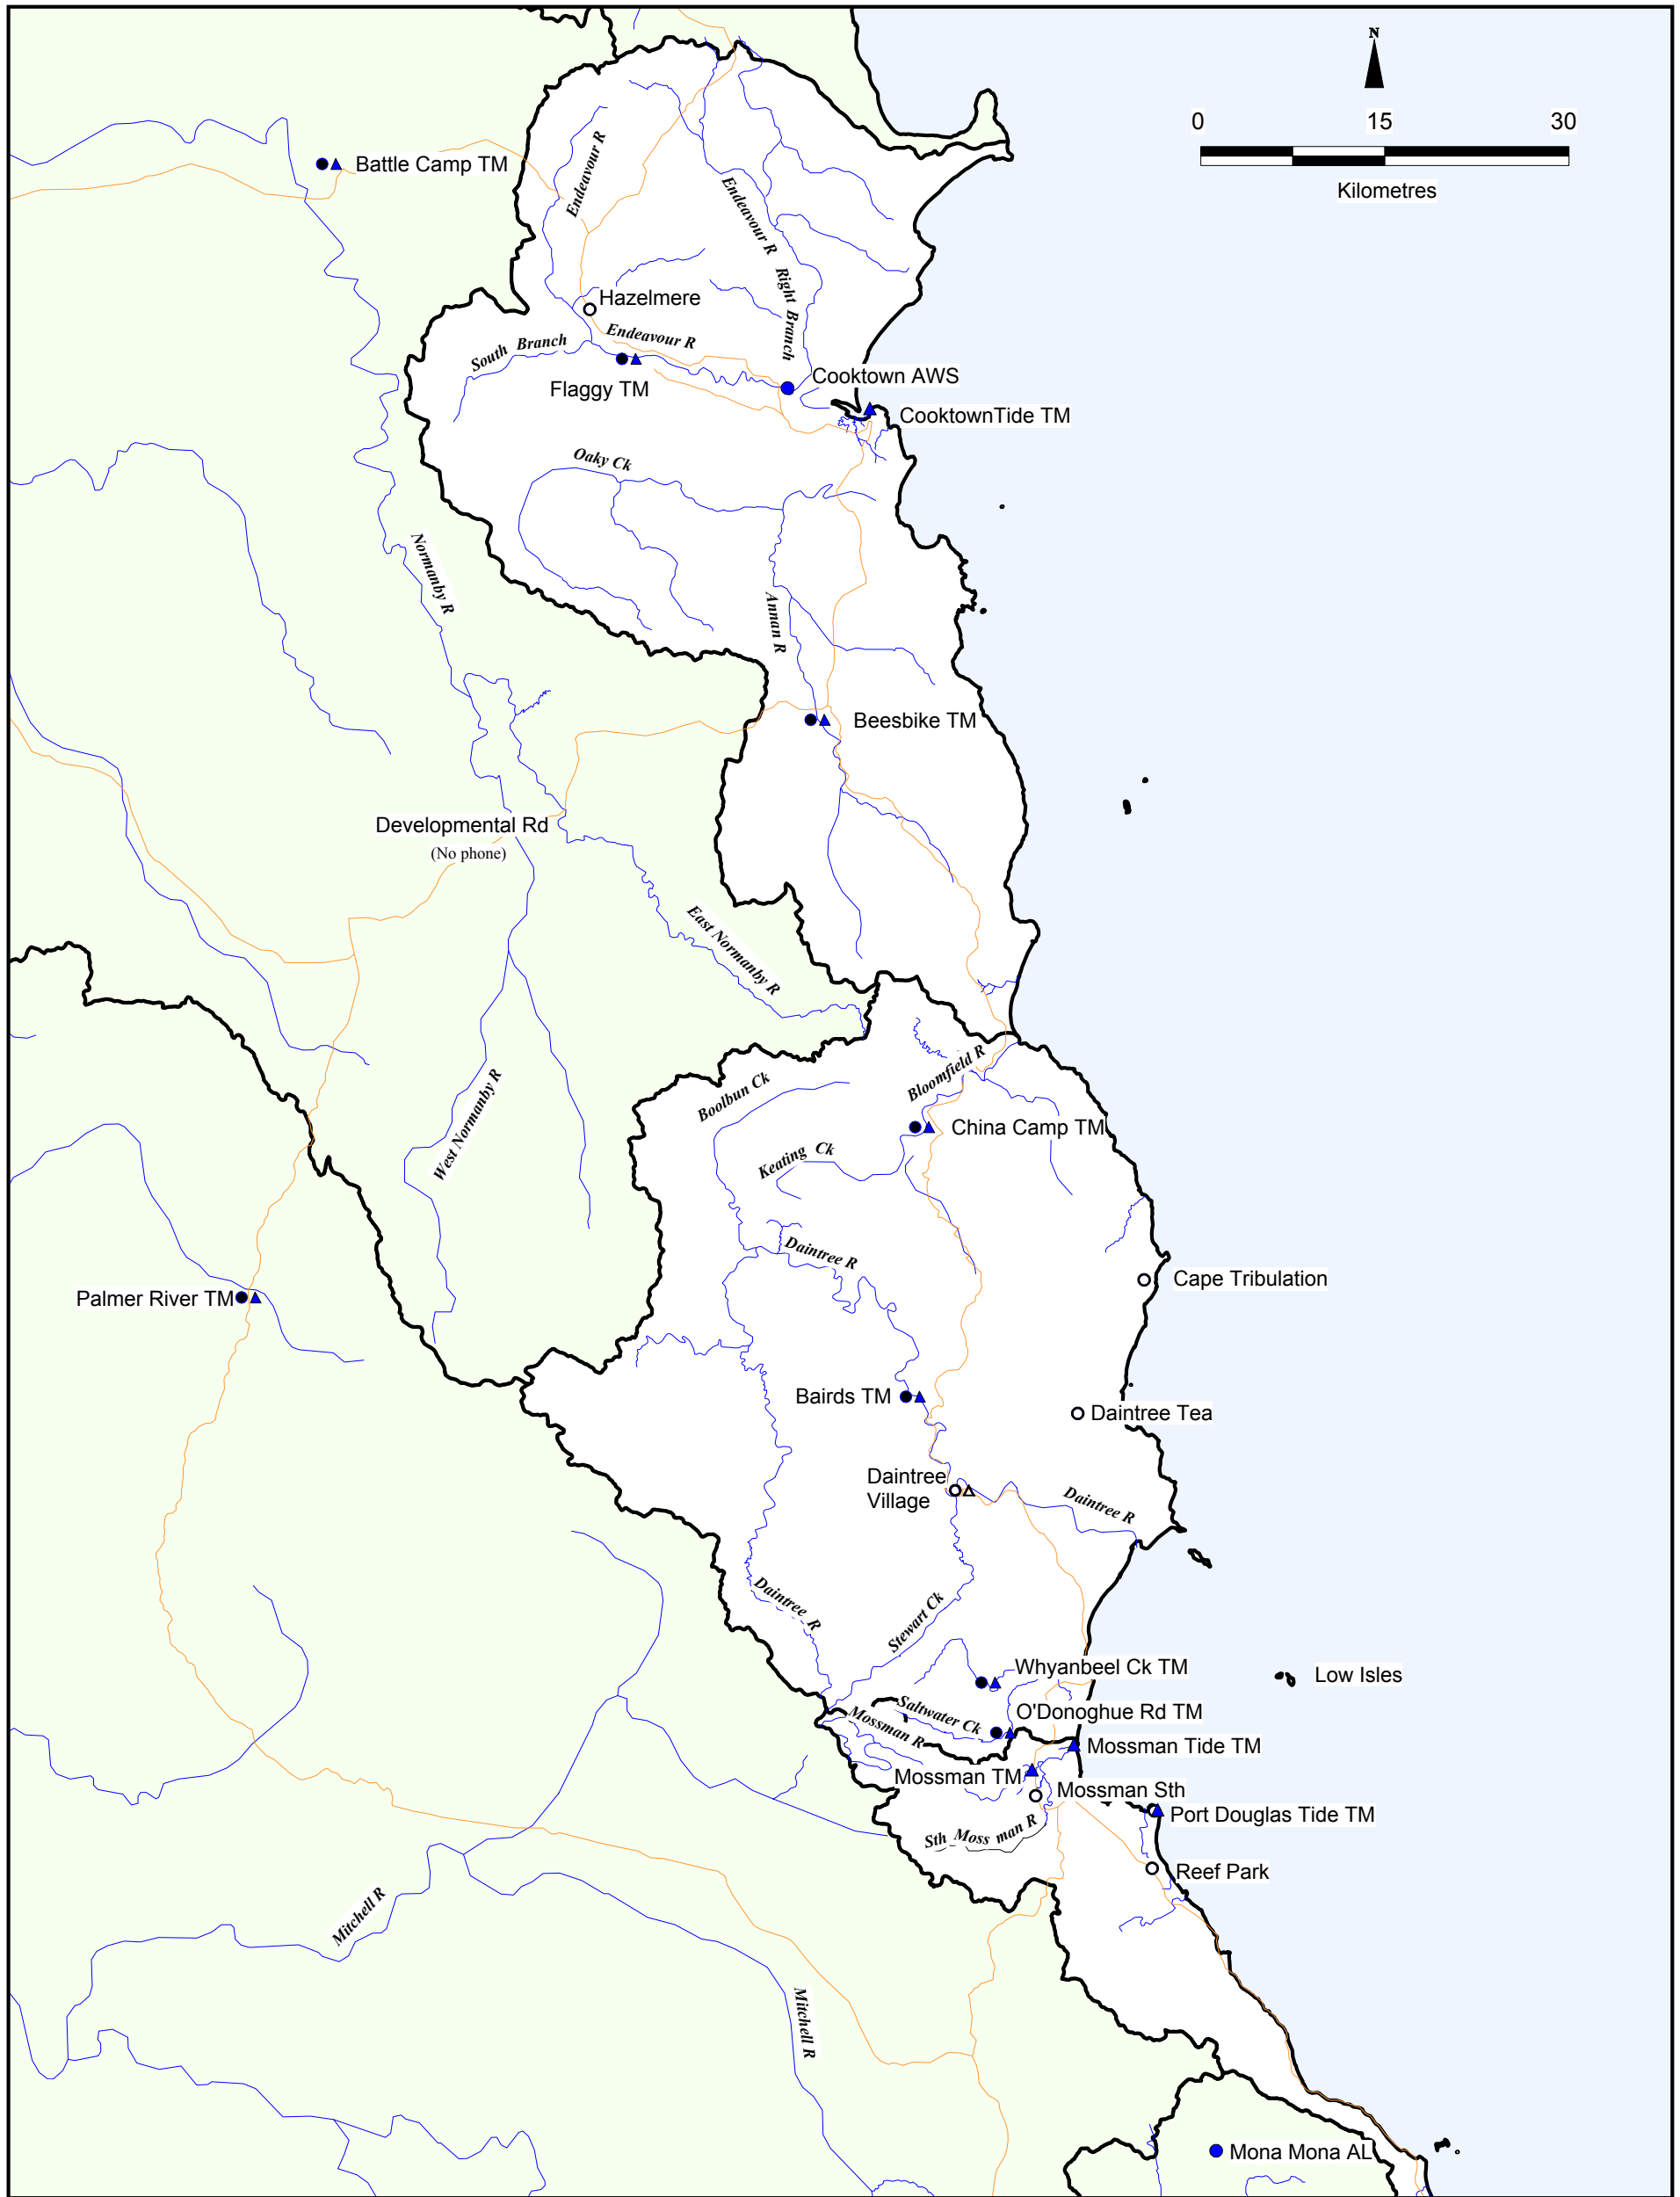 N
0 15 30
Kilometres
Battle Camp TM
Endeavour R
Endeavour R Right Branch
Hazelmere
South Branch
Endeavour R
Flaggy TM
Cooktown AWS
CooktownTide TM
Oaky Ck
Normanby R
Annan R
Beesbike TM
Developmental Rd
(No phone)
East Normanby R
Bloomfield R
Boolbun Ck
West Normanby R
China Camp TM
Keating Ck
Daintree R
Cape Tribulation
Palmer River TM
Bairds TM
Daintree Tea
Daintree
Village
Daintree R
Daintree R
Stewart Ck
Whyanbeel Ck TM
Low Isles
Saltwater Ck
O'Donoghue Rd TM
Mossman R
Mossman Tide TM
Mossman TM
Mossman Sth
Port Douglas Tide TM
Sth Moss man R
Reef Park
Mitchell R
Mitchell R
Mona Mona AL